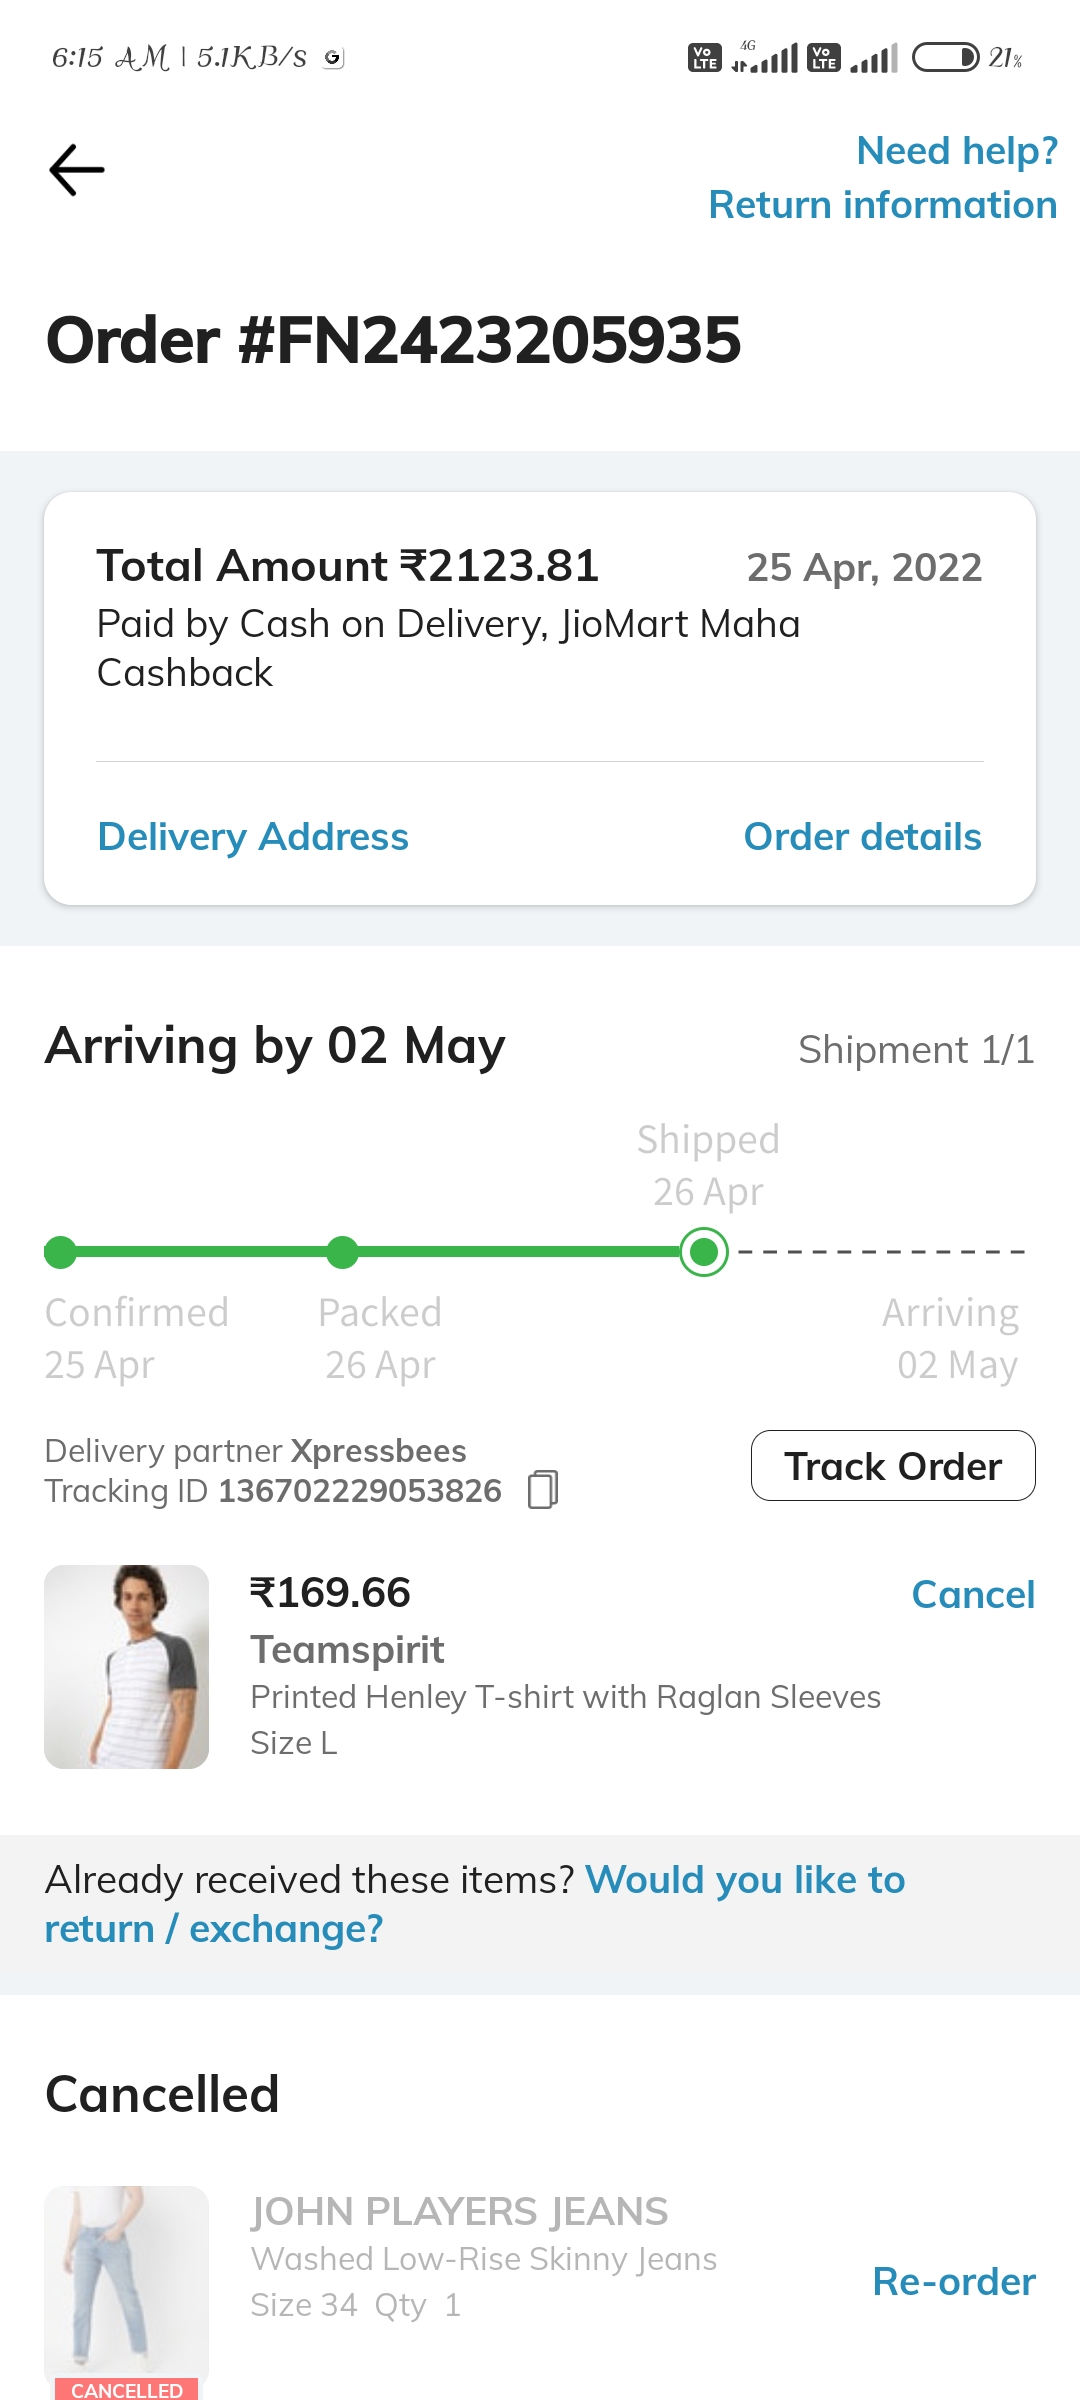 6:15 AM | 5.1KB/s G
Vo LTE 4G Vo LTE 21%
Need help?
Return information
Order #FN2423205935
Total Amount ₹2123.81 25 Apr, 2022
Paid by Cash on Delivery, JioMart Maha
Cashback
Delivery Address Order details
Arriving by 02 May Shipment 1/1
Shipped
26 Apr
Confirmed Packed Arriving
25 Apr 26 Apr 02 May
Delivery partner Xpressbees
Tracking ID 136702229053826
Track Order
₹169.66 Cancel
Teamspirit
Printed Henley T-shirt with Raglan Sleeves
Size L
Already received these items? Would you like to
return / exchange?
Cancelled
JOHN PLAYERS JEANS
Washed Low-Rise Skinny Jeans
Size 34 Qty 1
Re-order
CANCELLED